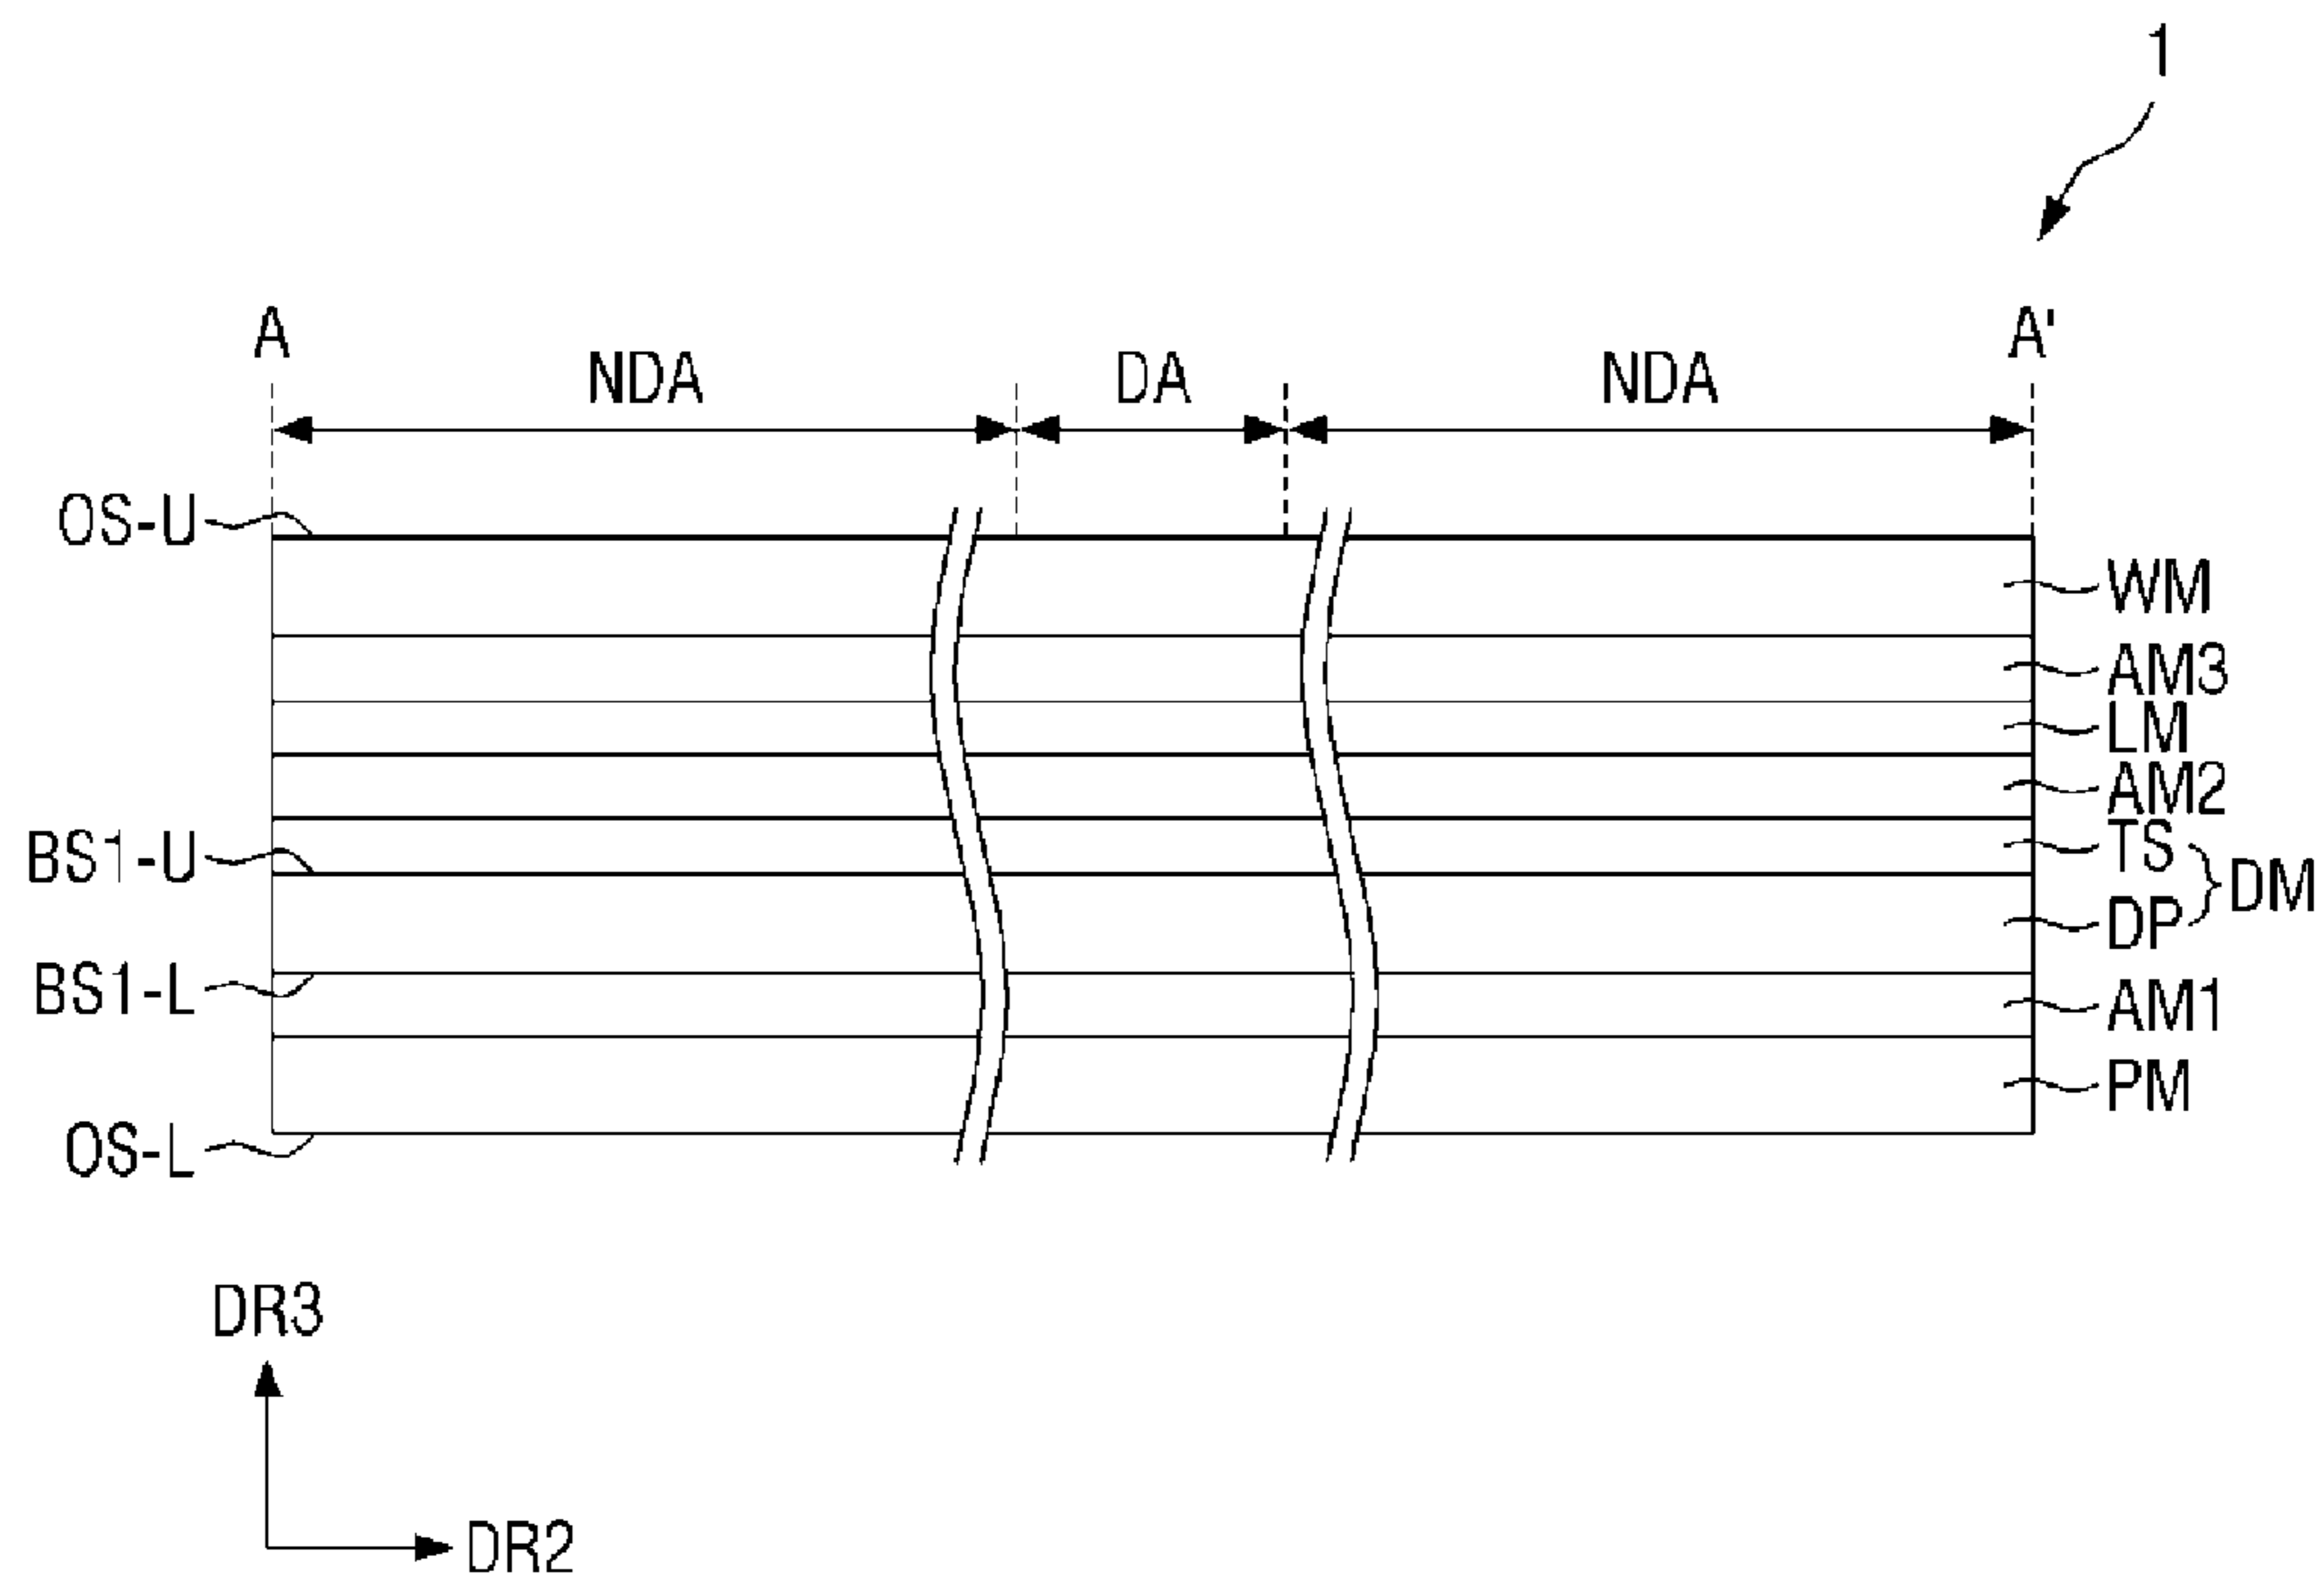 1
A A'
NDA DA NDA
OS-U
WM
AM3
LM
AM2
BS1-U TS
DP DM
BS1-L AM1
PM
OS-L
DR3
DR2